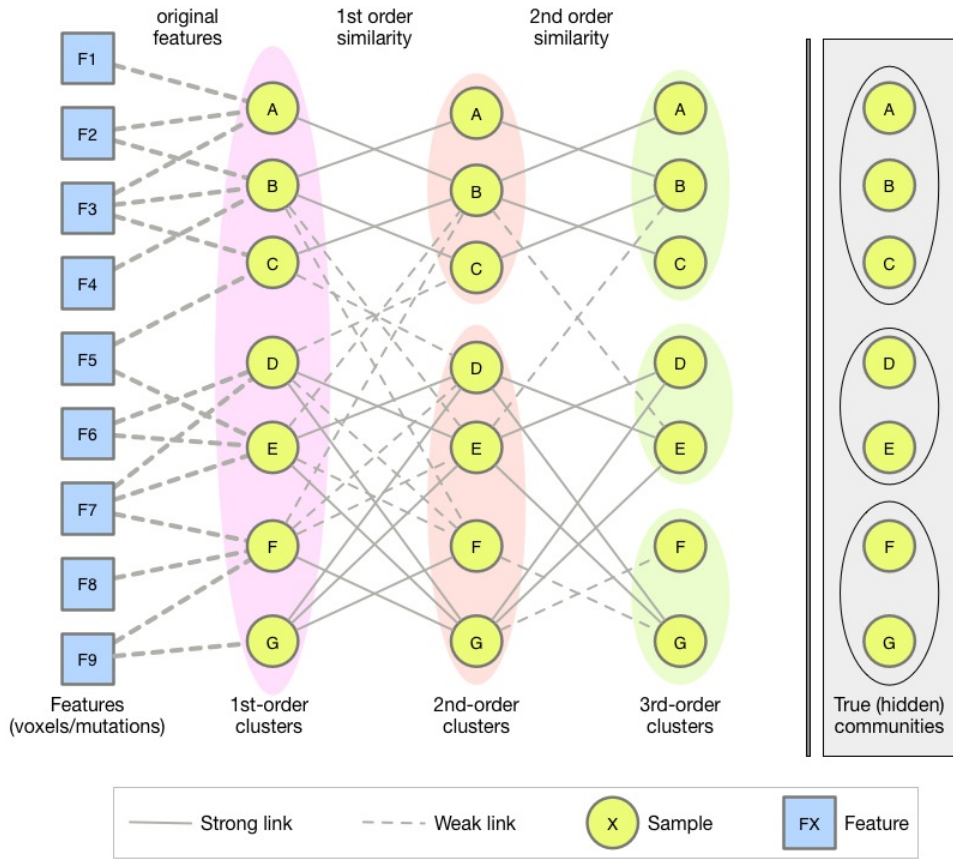 original
features
1st order
similarity
2nd order
similarity
F1
F2
F3
F4
F5
F6
F7
F8
F9
A
B
C
D
E
F
G
A
B
C
D
E
F
G
A
B
C
D
E
F
G
A
B
C
D
E
F
G
Features
(voxels/mutations)
1st-order
clusters
2nd-order
clusters
3rd-order
clusters
True (hidden)
communities
Strong link
Weak link
X
Sample
FX
Feature